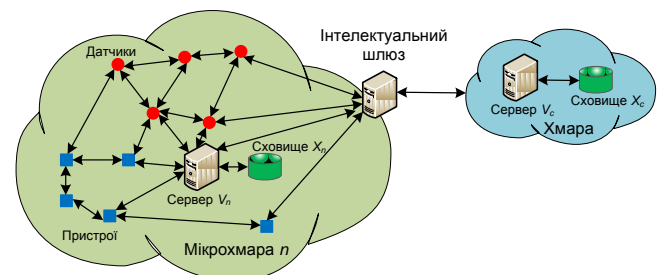 Датчики
Інтелектуальний
шлюз
Сервер Vc
Сховище Xc
Хмара
Сховище Xn
Сервер Vn
Пристрої
Мікрохмара n